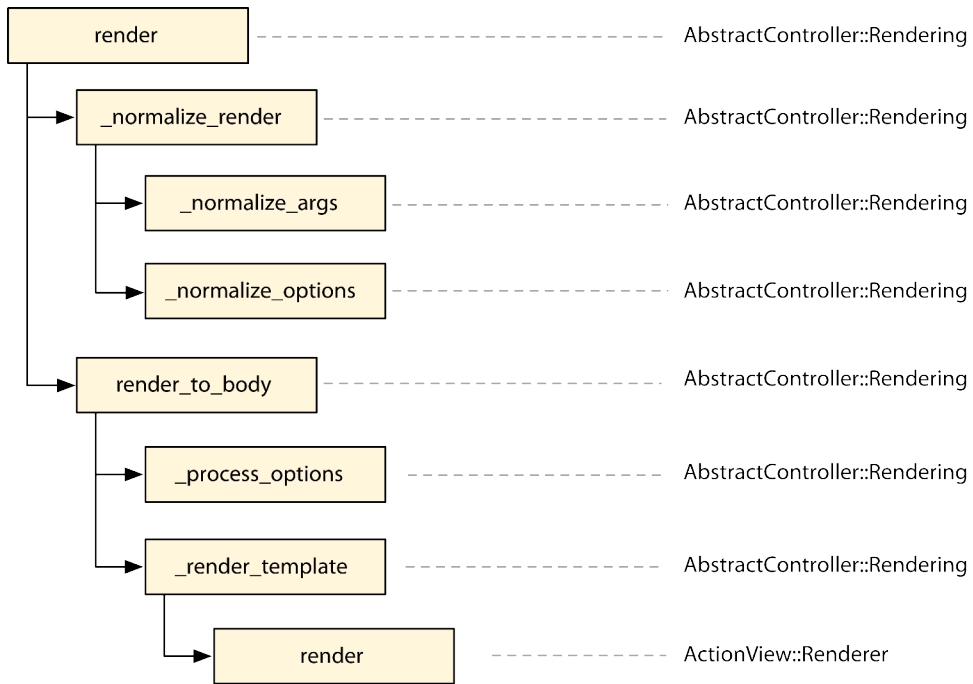 render AbstractController::Rendering
_normalize_render AbstractController::Rendering
_normalize_args AbstractController::Rendering
_normalize_options AbstractController::Rendering
render_to_body AbstractController::Rendering
_process_options AbstractController::Rendering
_render_template AbstractController::Rendering
render ActionView::Renderer